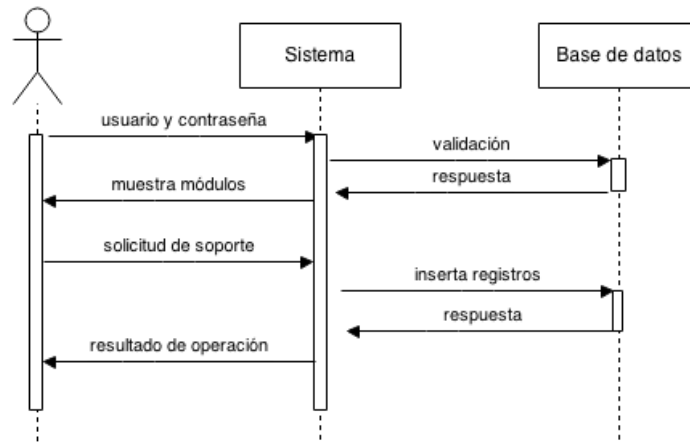 Sistema
Base de datos
usuario y contraseña
validación
respuesta
muestra módulos
solicitud de soporte
inserta registros
respuesta
resultado de operación